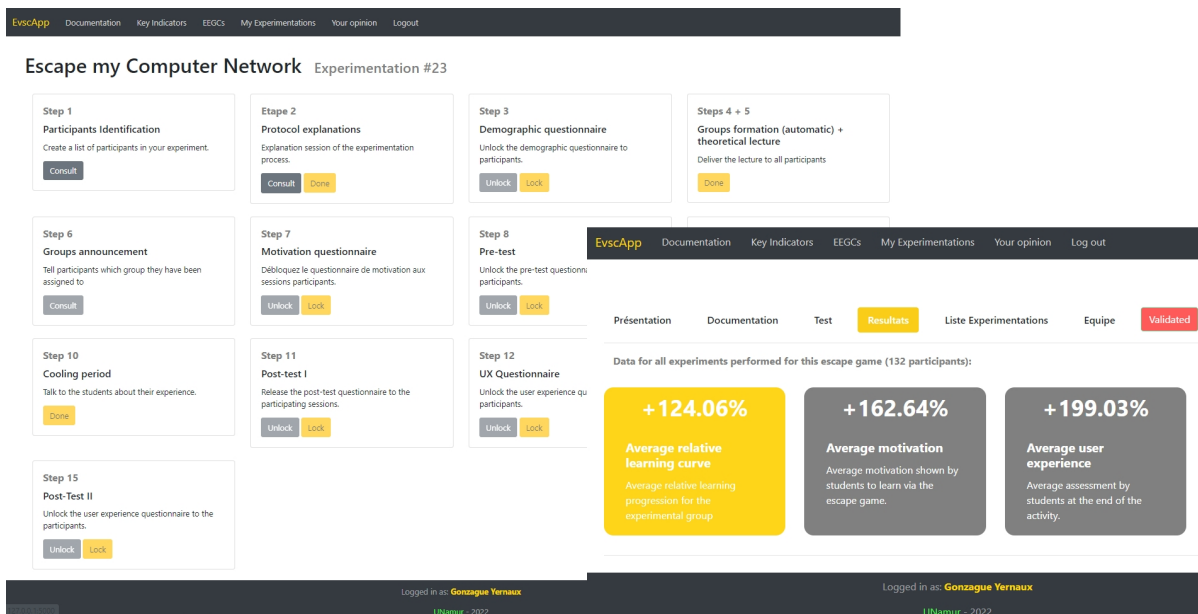 EvscApp Documentation Key Indicators EEGCs My Experimentations Your opinion Logout
Escape my Computer Network Experimentation #23
Step 1
Participants Identification
Create a list of participants in your experiment.
Consult
Etape 2
Protocol explanations
Explanation session of the experimentation
process.
Consult Done
Step 3
Demographic questionnaire
Unlock the demographic questionnaire to
participants.
Unlock Lock
Steps 4 + 5
Groups formation (automatic) +
theoretical lecture
Deliver the lecture to all participants
Done
Step 6
Groups announcement
Tell participants which group they have been
assigned to
Consult
Step 7
Motivation questionnaire
Débloquez le questionnaire de motivation aux
sessions participants.
Unlock Lock
Step 8
Pre-test
Unlock the pre-test questionn
participants.
Unlock Lock
Step 10
Cooling period
Talk to the students about their experience.
Done
Step 11
Post-test I
Release the post-test questionnaire to the
participating sessions.
Unlock Lock
Step 12
UX Questionnaire
Unlock the user experience qu
participants.
Unlock Lock
Step 15
Post-Test II
Unlock the user experience questionnaire to the
participants.
Unlock Lock
Logged in as: Gonzague Yernaux
UNamur - 2022
EvscApp Documentation Key Indicators EEGCs My Experimentations Your opinion Log out
Présentation Documentation Test Resultats Liste Experimentations Equipe Validated
Data for all experiments performed for this escape game (132 participants):
+124.06%
Average relative
learning curve
Average relative learning
progression for the
experimental group
+162.64%
Average motivation
Average motivation shown by
students to learn via the
escape game.
+199.03%
Average user
experience
Average assessment by
students at the end of the
activity.
Logged in as: Gonzague Yernaux
UNamur - 2022